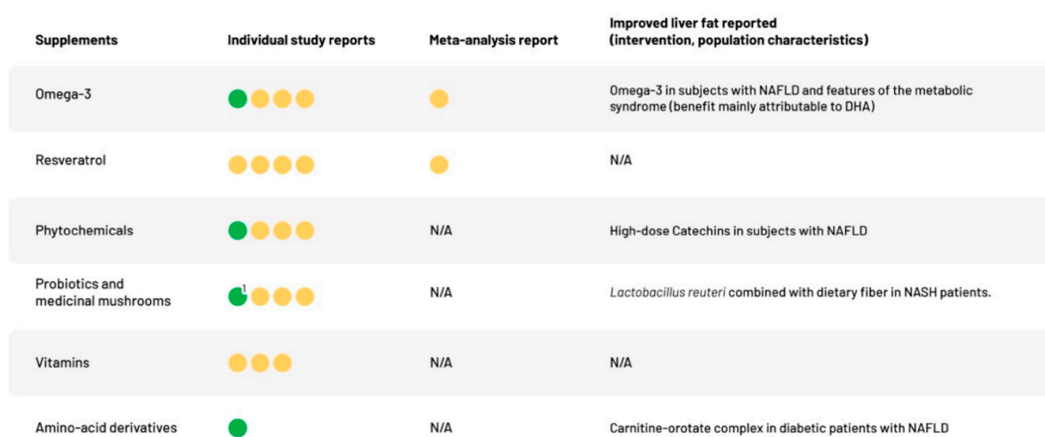 Supplements
Individual study reports
Meta-analysis report
Improved liver fat reported
(intervention, population characteristics)
Omega-3
Omega-3 in subjects with NAFLD and features of the metabolic
syndrome (benefit mainly attributable to DHA)
Resveratrol
N/A
Phytochemicals
N/A
High-dose Catechins in subjects with NAFLD
Probiotics and
medicinal mushrooms
1
N/A
Lactobacillus reuteri combined with dietary fiber in NASH patients.
Vitamins
N/A
N/A
Amino-acid derivatives
N/A
Carnitine-orotate complex in diabetic patients with NAFLD